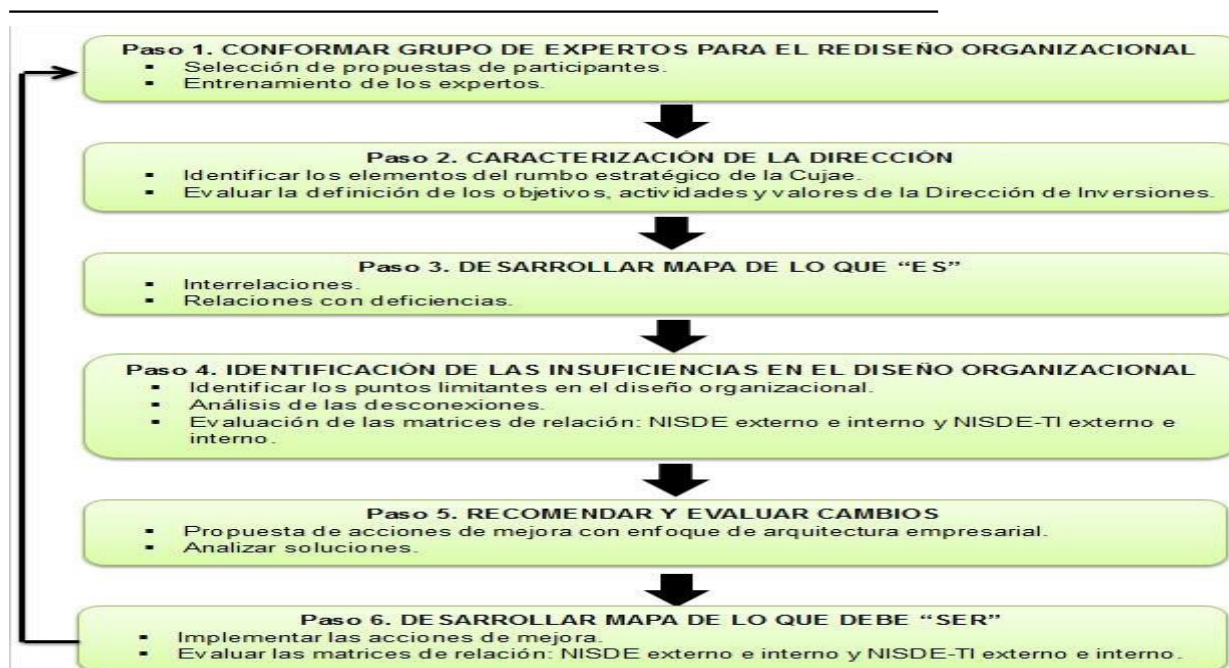 Paso 1. CONFORMAR GRUPO DE EXPERTOS PARA EL REDISEÑO ORGANIZACIONAL
▪ Selección de propuestas de participantes.
▪ Entrenamiento de los expertos.
Paso 2. CARACTERIZACIÓN DE LA DIRECCIÓN
▪ Identificar los elementos del rumbo estratégico de la Cujae.
▪ Evaluar la definición de los objetivos, actividades y valores de la Dirección de Inversiones.
Paso 3. DESARROLLAR MAPA DE LO QUE “ES”
▪ Interrelaciones.
▪ Relaciones con deficiencias.
Paso 4. IDENTIFICACIÓN DE LAS INSUFICIENCIAS EN EL DISEÑO ORGANIZACIONAL
▪ Identificar los puntos limitantes en el diseño organizacional.
▪ Análisis de las desconexiones.
▪ Evaluación de las matrices de relación: NISDE externo e interno y NISDE-TI externo e
interno.
Paso 5. RECOMENDAR Y EVALUAR CAMBIOS
▪ Propuesta de acciones de mejora con enfoque de arquitectura empresarial.
▪ Analizar soluciones.
Paso 6. DESARROLLAR MAPA DE LO QUE DEBE “SER”
▪ Implementar las acciones de mejora.
▪ Evaluar las matrices de relación: NISDE externo e interno y NISDE-TI externo e interno.